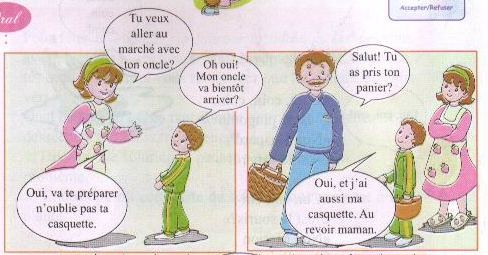 ral
Accepter/Refuser
Tu veux
aller au
marché avec
ton oncle?
Oh oui!
Mon oncle
va bientôt
arriver?
Oui, va te préparer
n'oublie pas ta
casquette.
Salut! Tu
as pris ton
panier?
Oui, et j'ai
aussi ma
casquette. Au
revoir maman.